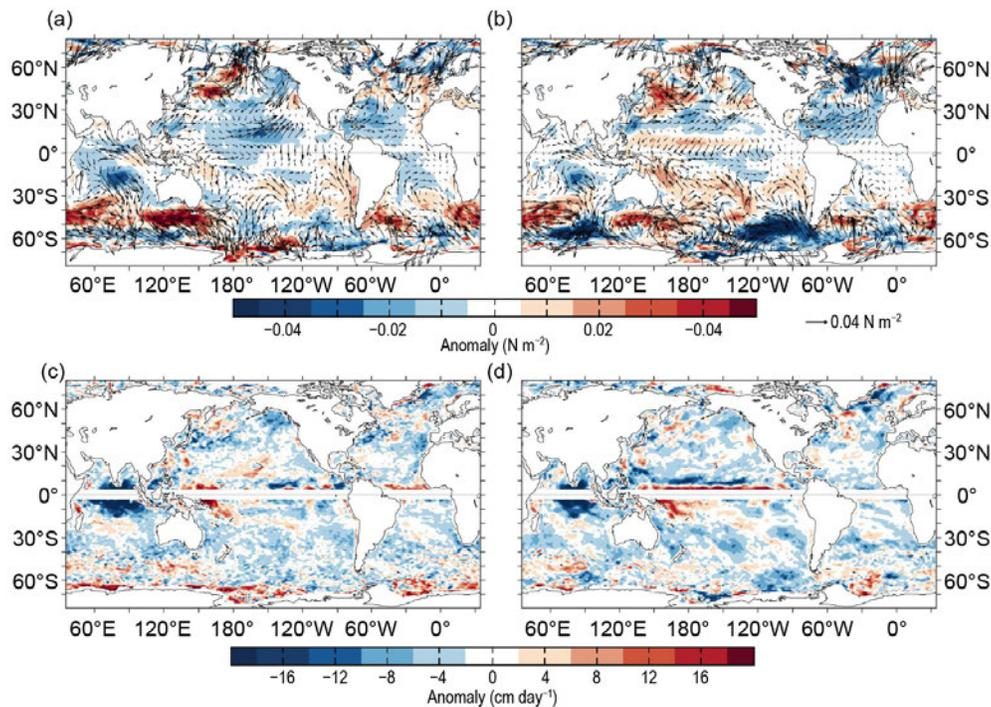 (a) (b)
60°N 60°N
30°N 30°N
0° 0°
30°S 30°S
60°S 60°S
60°E 120°E 180° 120°W 60°W 0° 60°E 120°E 180° 120°W 60°W 0°
−0.04 −0.02 0 0.02 −0.04
Anomaly (N m⁻²)
0.04 N m⁻²
(c) (d)
60°N 60°N
30°N 30°N
0° 0°
30°S 30°S
60°S 60°S
60°E 120°E 180° 120°W 60°W 0° 60°E 120°E 180° 120°W 60°W 0°
−16 −12 −8 −4 0 4 8 12 16
Anomaly (cm day⁻¹)